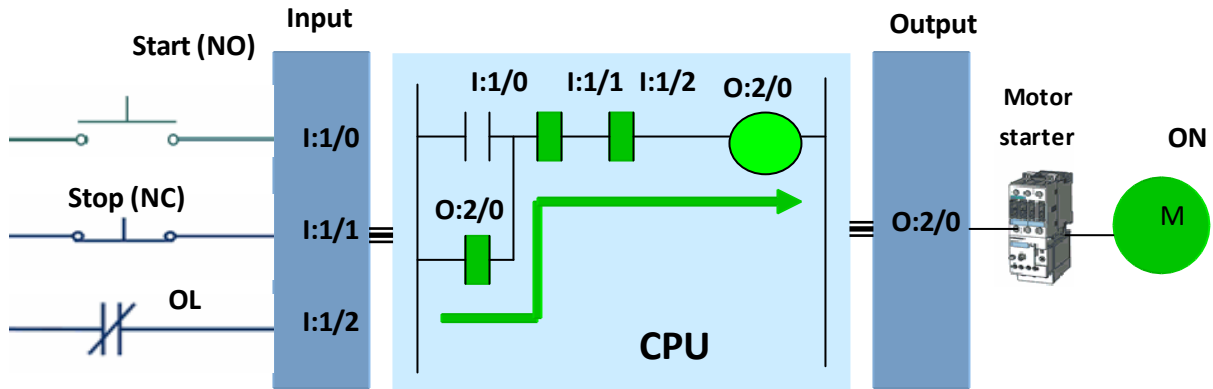 Input
Output
Start (NO)
I:1/0
I:1/1
I:1/2
O:2/0
Motor
starter
ON
I:1/0
Stop (NC)
O:2/0
I:1/1
O:2/0
M
OL
I:1/2
CPU